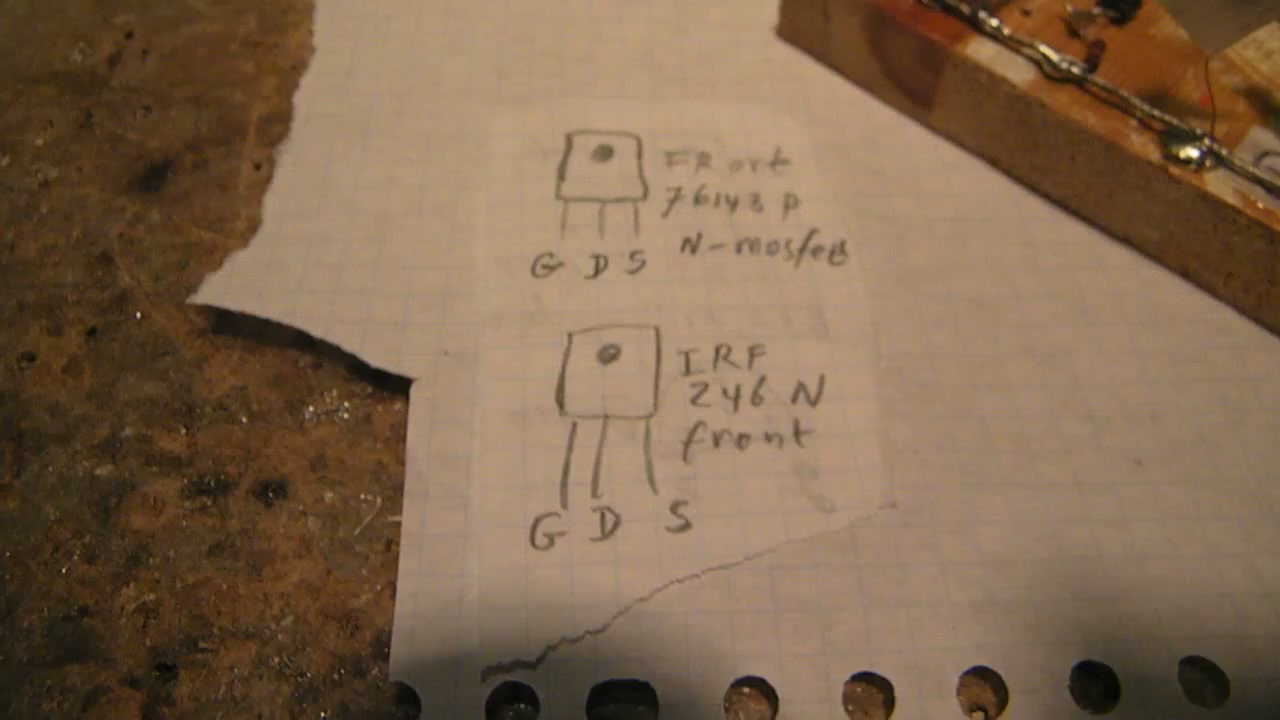 FRont
76143 P
N-mosfet
G D S
IRF
246 N
front
G D S